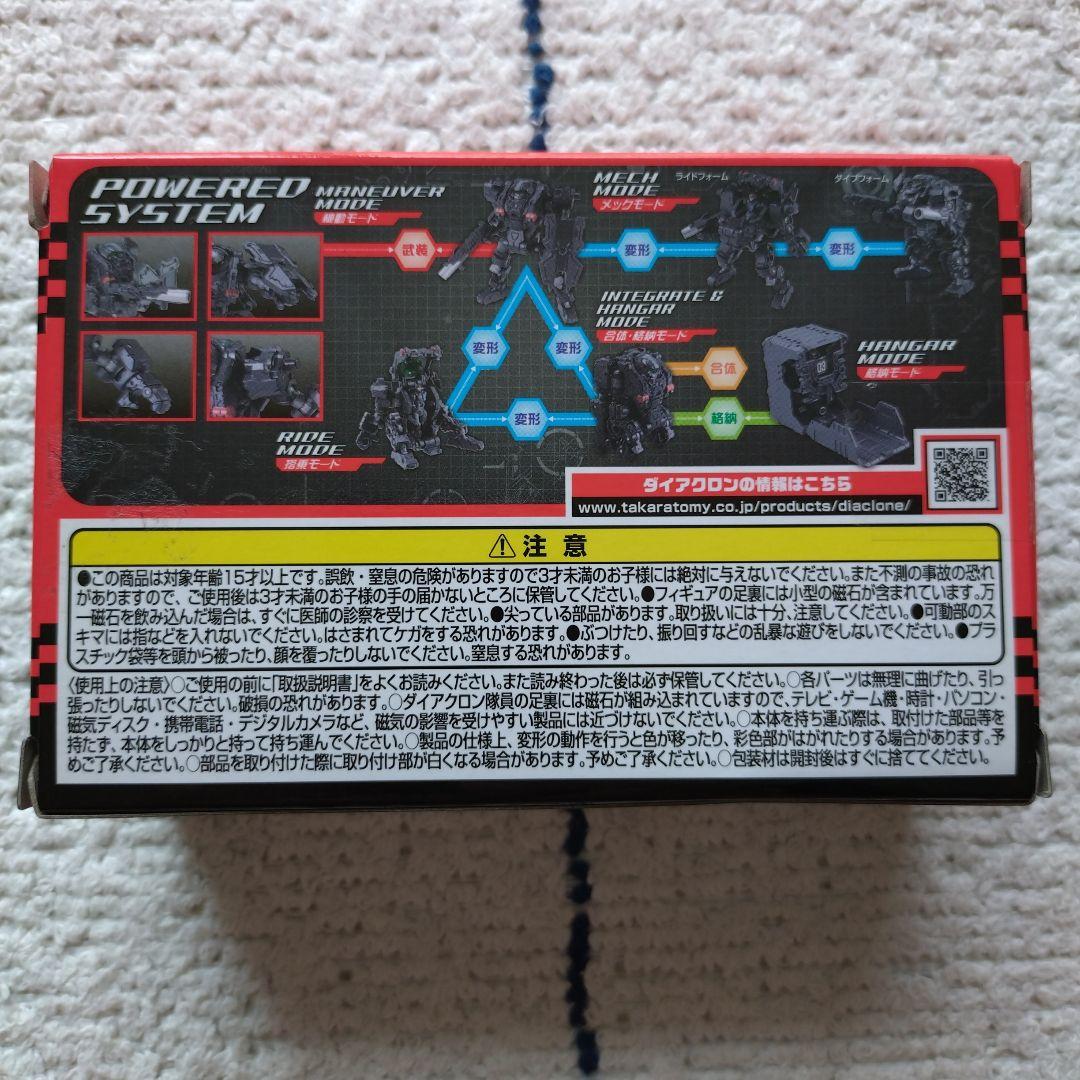 POWERED
SYSTEM
MANEUVER
MODE
機動モード
武装
MECH
MODE
メックモード
ライドフォーム
ダイブフォーム
変形
変形
INTEGRATE &
HANGAR
MODE
合体・格納モード
変形
変形
変形
合体
格納
HANGAR
MODE
格納モード
03
RIDE
MODE
搭乗モード
ダイアクロンの情報はこちら
www.takaratomy.co.jp/products/diaclone/
注意
●この商品は対象年齢15才以上です。誤飲・窒息の危険がありますので3才未満のお子様には絶対に与えないでください。また不測の事故の恐れ
がありますので、ご使用後は3才未満のお子様の手の届かないところに保管してください。●フィギュアの足裏には小型の磁石が含まれています。万
一磁石を飲み込んだ場合は、すぐに医師の診察を受けてください。●尖っている部品があります。取り扱いには十分、注意してください。●可動部のス
キマには指などを入れないでください。はさまれてケガをする恐れがあります。●ぶつけたり、振り回すなどの乱暴な遊びをしないでください。●プラ
スチック袋等を頭から被ったり、顔を覆ったりしないでください。窒息する恐れがあります。
〈使用上の注意〉○ご使用の前に「取扱説明書」をよくお読みください。また読み終わった後は必ず保管してください。○各パーツは無理に曲げたり、引っ
張ったりしないでください。破損の恐れがあります。○ダイアクロン隊員の足裏には磁石が組み込まれていますので、テレビ・ゲーム機・時計・パソコン・
磁気ディスク・携帯電話・デジタルカメラなど、磁気の影響を受けやすい製品には近づけないでください。○本体を持ち運ぶ際は、取付けた部品等を
持たず、本体をしっかりと持って持ち運んでください。○製品の仕様上、変形の動作を行うと色が移ったり、彩色部がはがれたりする場合があります。予
めご了承ください。○部品を取り付けた際に取り付け部が白くなる場合があります。予めご了承ください。○包装材は開封後はすぐに捨ててください。